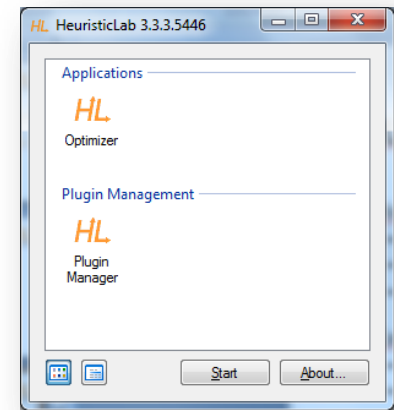 HL HeuristicLab 3.3.3.5446
Applications
HL
Optimizer
Plugin Management
HL
Plugin
Manager
Start
About...